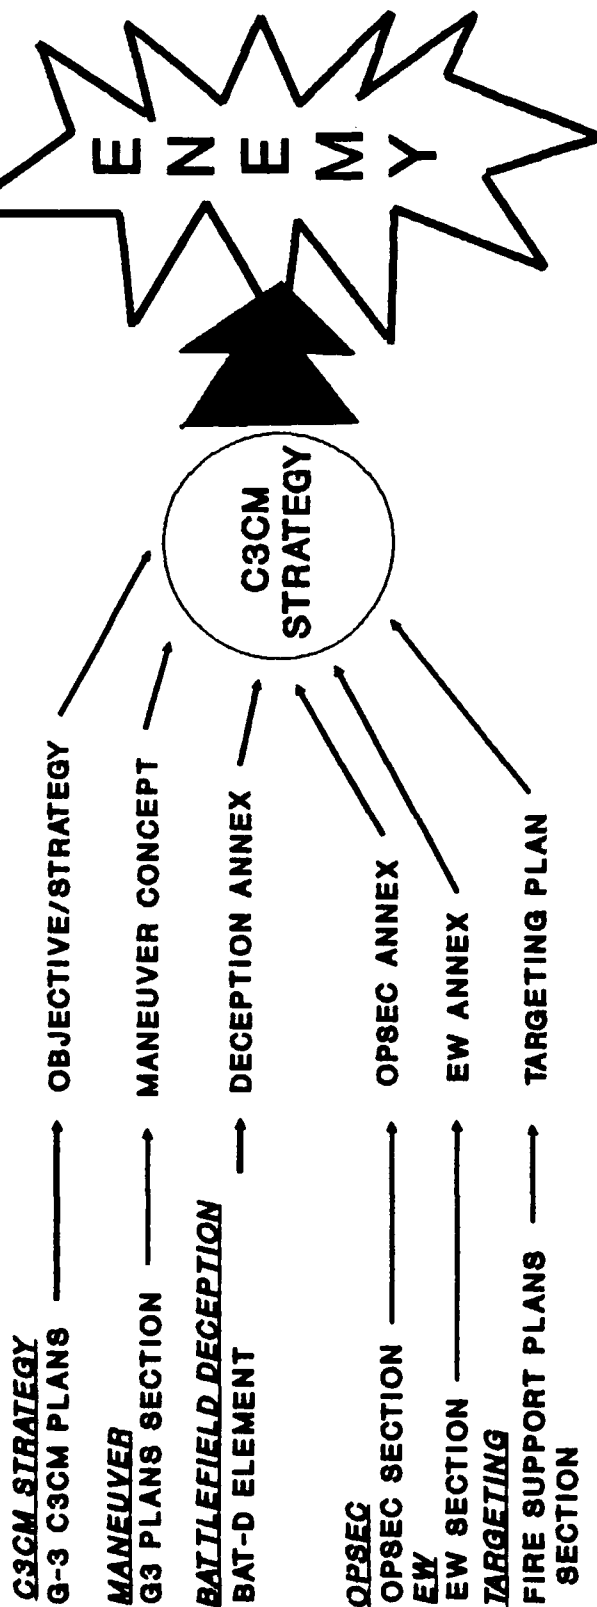 C3CM STRATEGY
G-3 C3CM PLANS
OBJECTIVE/STRATEGY
MANEUVER
G3 PLANS SECTION
MANEUVER CONCEPT
BATTLEFIELD DECEPTION
BAT-D ELEMENT
DECEPTION ANNEX
OPSEC
OPSEC SECTION
OPSEC ANNEX
EW
EW SECTION
EW ANNEX
TARGETING
FIRE SUPPORT PLANS
SECTION
TARGETING PLAN
C3CM
STRATEGY
E
N
E
M
Y